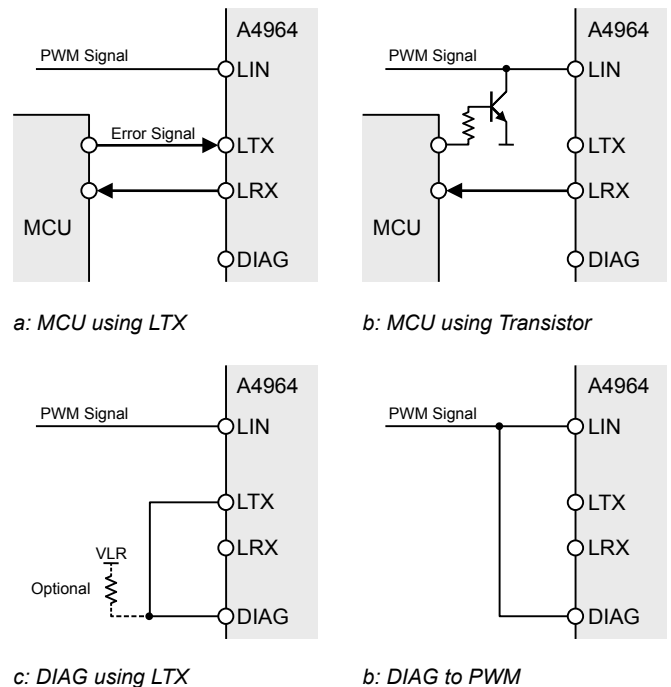 A4964
PWM Signal
LIN
Error Signal
LTX
LRX
MCU
DIAG
a: MCU using LTX
A4964
PWM Signal
LIN
LTX
LRX
MCU
DIAG
b: MCU using Transistor
A4964
PWM Signal
LIN
LTX
VLR
LRX
Optional
DIAG
c: DIAG using LTX
A4964
PWM Signal
LIN
LTX
LRX
DIAG
b: DIAG to PWM